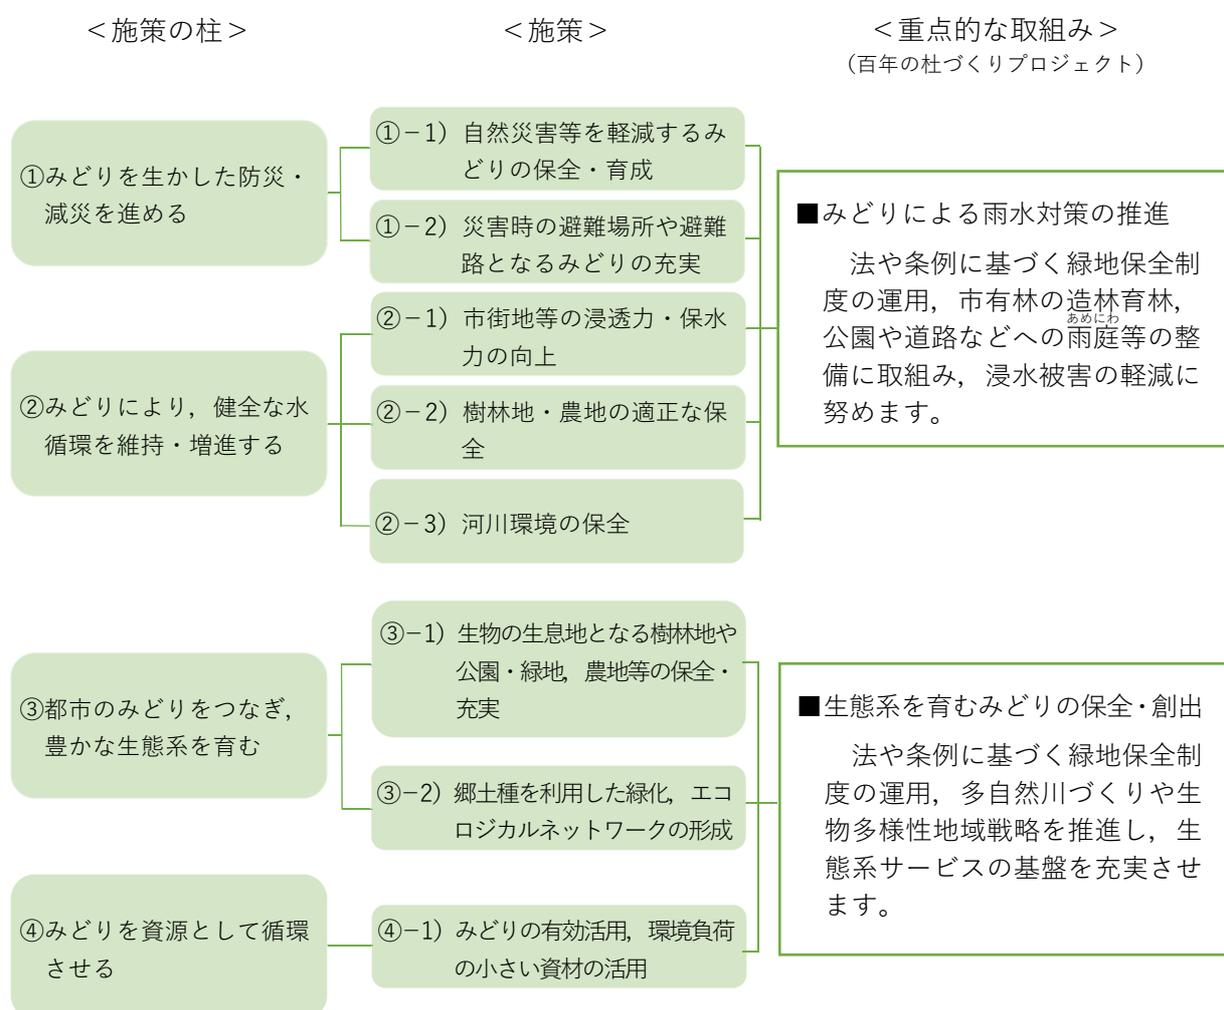 ＜施策の柱＞
＜施策＞
＜重点的な取組み＞
（百年の杜づくりプロジェクト）
①みどりを生かした防災・
減災を進める
①－1）自然災害等を軽減するみ
どりの保全・育成
①－2）災害時の避難場所や避難
路となるみどりの充実
②みどりにより，健全な水
循環を維持・増進する
②－1）市街地等の浸透力・保水
力の向上
②－2）樹林地・農地の適正な保
全
②－3）河川環境の保全
■みどりによる雨水対策の推進
法や条例に基づく緑地保全制
度の運用，市有林の造林育林，
あめにわ
公園や道路などへの雨庭等の整
備に取組み，浸水被害の軽減に
努めます。
③都市のみどりをつなぎ，
豊かな生態系を育む
③－1）生物の生息地となる樹林地や
公園・緑地，農地等の保全・
充実
③－2）郷土種を利用した緑化，エコ
ロジカルネットワークの形成
④みどりを資源として循環
させる
④－1）みどりの有効活用，環境負荷
の小さい資材の活用
■生態系を育むみどりの保全・創出
法や条例に基づく緑地保全制
度の運用，多自然川づくりや生
物多様性地域戦略を推進し，生
態系サービスの基盤を充実させ
ます。